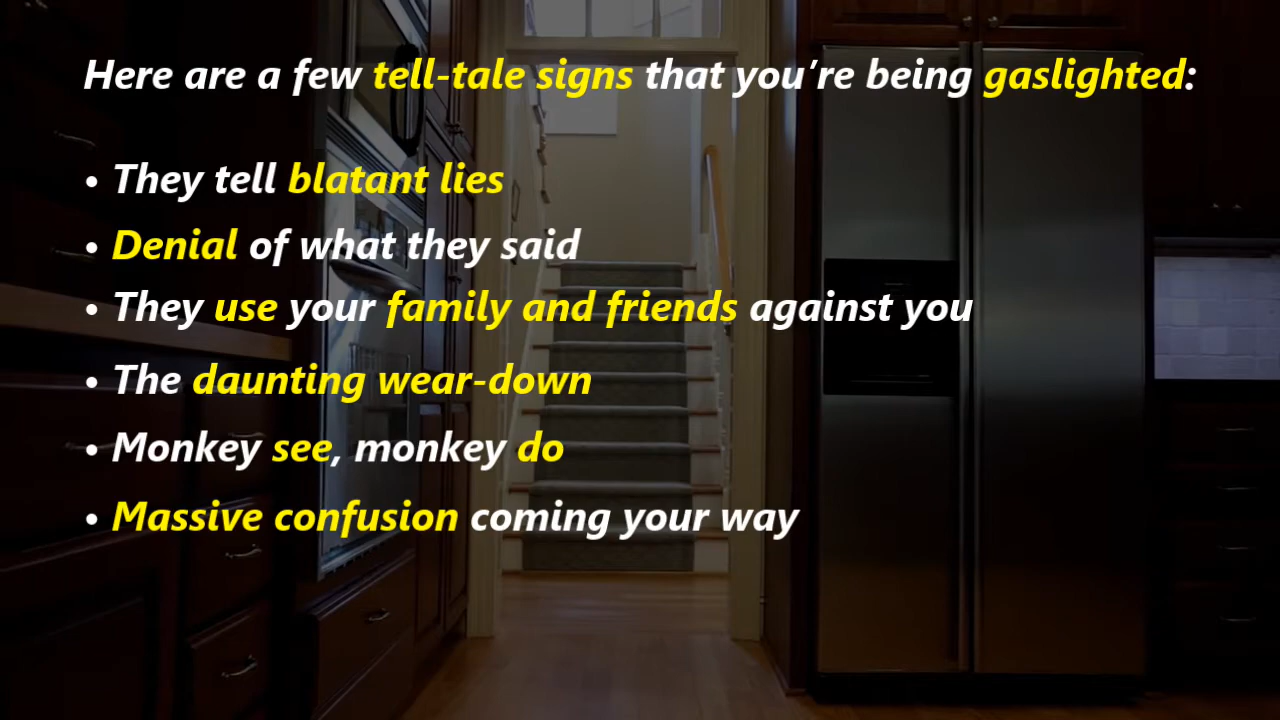 Here are a few tell-tale signs that you’re being gaslighted:
• They tell blatant lies
• Denial of what they said
• They use your family and friends against you
• The daunting wear-down
• Monkey see, monkey do
• Massive confusion coming your way